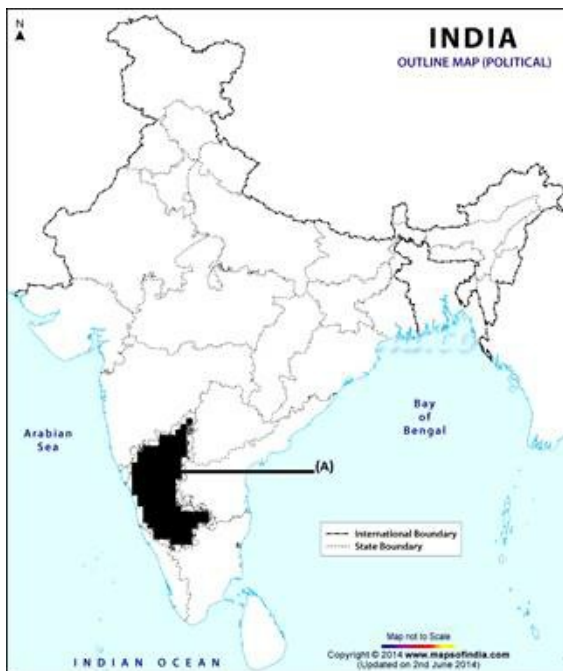 N
INDIA
OUTLINE MAP (POLITICAL)
Arabian
Sea
Bay
of
Bengal
(A)
International Boundary
State Boundary
Map not to Scale
Copyright © 2014 www.mapsofindia.com
(Updated on 2nd June 2014)
INDIAN OCEAN